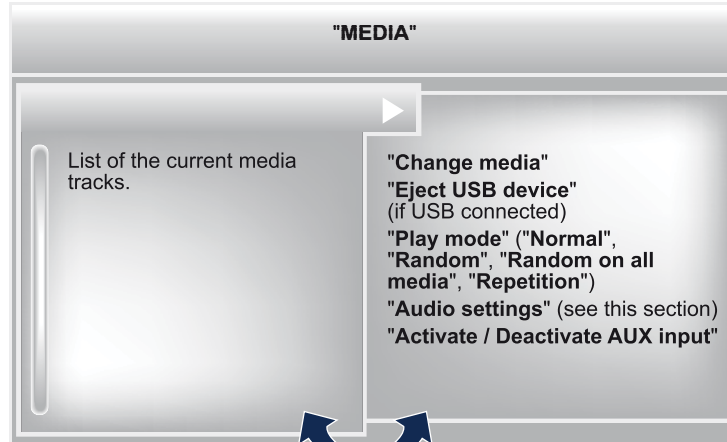 "MEDIA"
List of the current media
tracks.
"Change media"
"Eject USB device"
(if USB connected)
"Play mode" ("Normal",
"Random", "Random on all
media", "Repetition")
"Audio settings" (see this section)
"Activate / Deactivate AUX input"